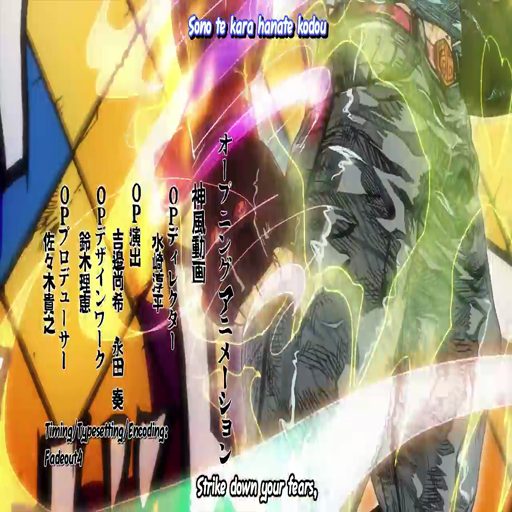 Sono te kara hanate kodou
オープニングアニメーション
神風動画
OPディレクター
水崎淳平
OP演出
吉邉尚希 永田奏
OPデザインワーク
鈴木理恵
OPプロデューサー
佐々木貴之
Timing/Typesetting/Encoding:
Fadeout4
Strike down your fears,